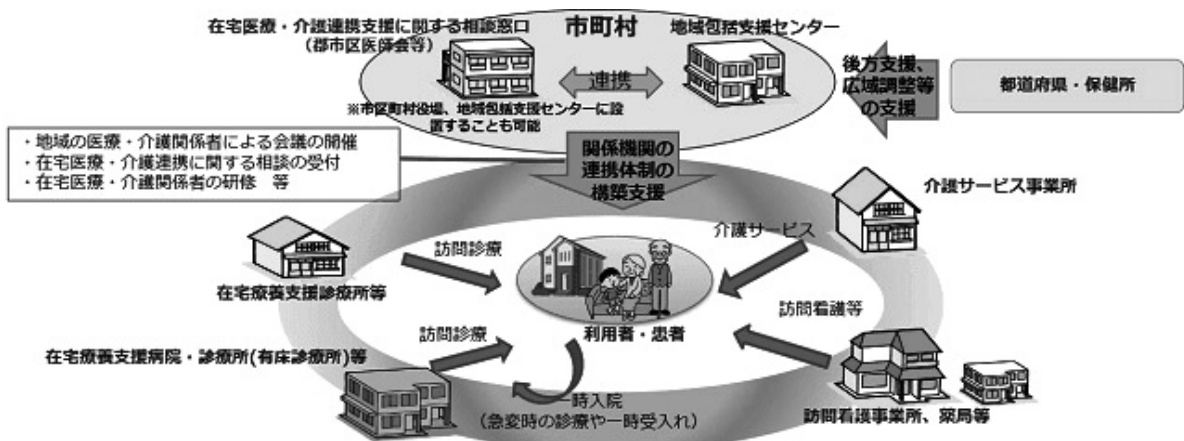 市町村
在宅医療・介護連携支援に関する相談窓口
（郡市区医師会等）
地域包括支援センター
連携
※市区町村役場、地域包括支援センターに設
置することも可能
後方支援、
広域調整等
の支援
都道府県・保健所
・地域の医療・介護関係者による会議の開催
・在宅医療・介護連携に関する相談の受付
・在宅医療・介護関係者の研修　等
関係機関の
連携体制の
構築支援
介護サービス事業所
介護サービス
訪問診療
在宅療養支援診療所等
利用者・患者
訪問看護等
訪問診療
在宅療養支援病院・診療所(有床診療所)等
一時入院
（急変時の診療や一時受入れ）
訪問看護事業所、薬局等